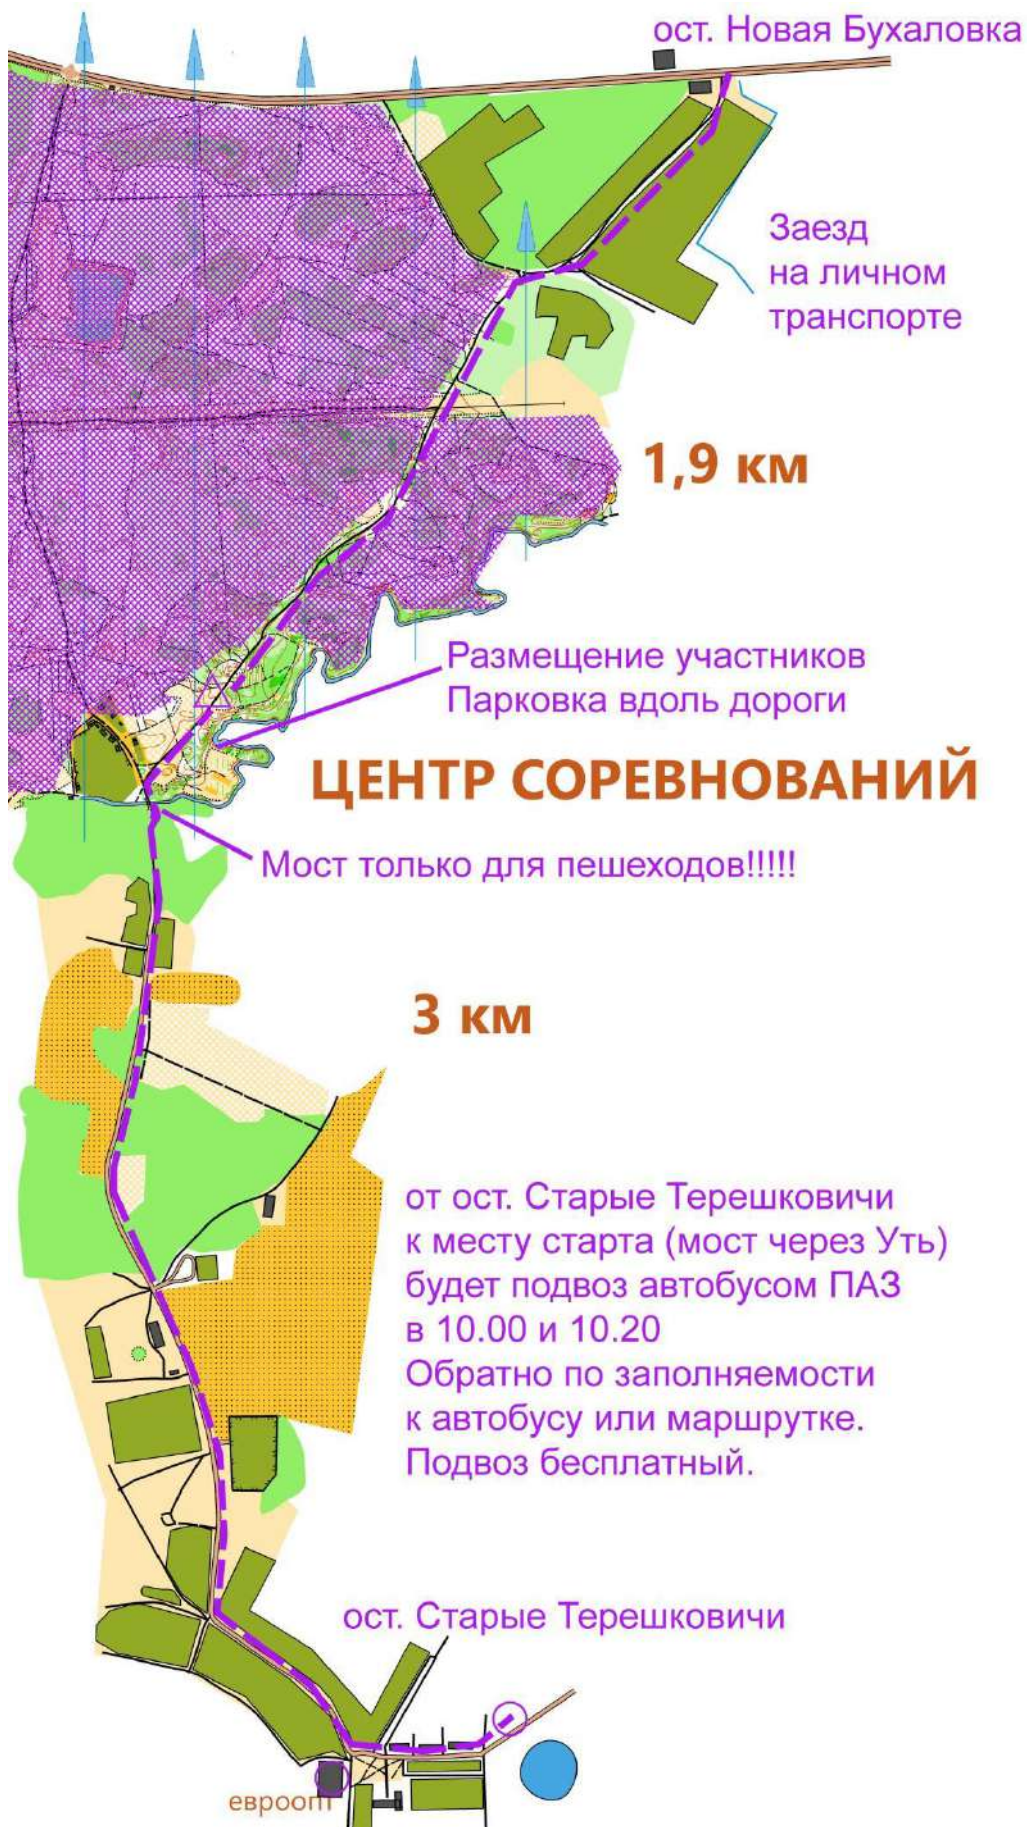 ост. Новая Бухаловка
Заезд
на личном
транспорте
1,9 км
Размещение участников
Парковка вдоль дороги
ЦЕНТР СОРЕВНОВАНИЙ
Мост только для пешеходов!!!!!
3 км
от ост. Старые Терешковичи
к месту старта (мост через Уть)
будет подвоз автобусом ПАЗ
в 10.00 и 10.20
Обратно по заполняемости
к автобусу или маршрутке.
Подвоз бесплатный.
ост. Старые Терешковичи
евроопт